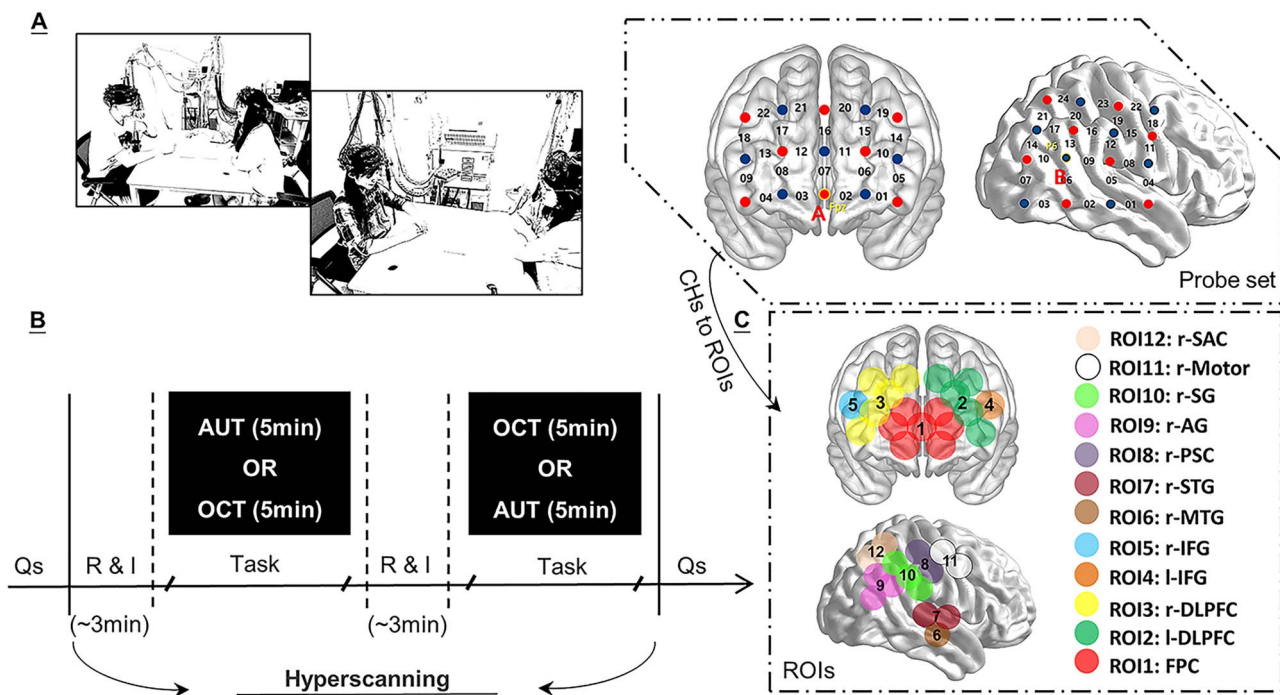 A
22 21 20 19
18 17 16 15 14
13 12 11 10
09 08 07 06 05
04 03 02 01
A Fpz
24 23 22
21 20 19 18
17 16 15
14 P6 13 12 11
10 09 08
07 B 06 05 04
03 02 01
Probe set
CHs to ROIs
B
AUT (5min)
OR
OCT (5min)
OCT (5min)
OR
AUT (5min)
Qs
R & I
Task
R & I
Task
Qs
(~3min)
(~3min)
Hyperscanning
C
5 3 1 2 4
12 9 10 8 11
7
6
ROIs
ROI12: r-SAC
ROI11: r-Motor
ROI10: r-SG
ROI9: r-AG
ROI8: r-PSC
ROI7: r-STG
ROI6: r-MTG
ROI5: r-IFG
ROI4: l-IFG
ROI3: r-DLPFC
ROI2: l-DLPFC
ROI1: FPC